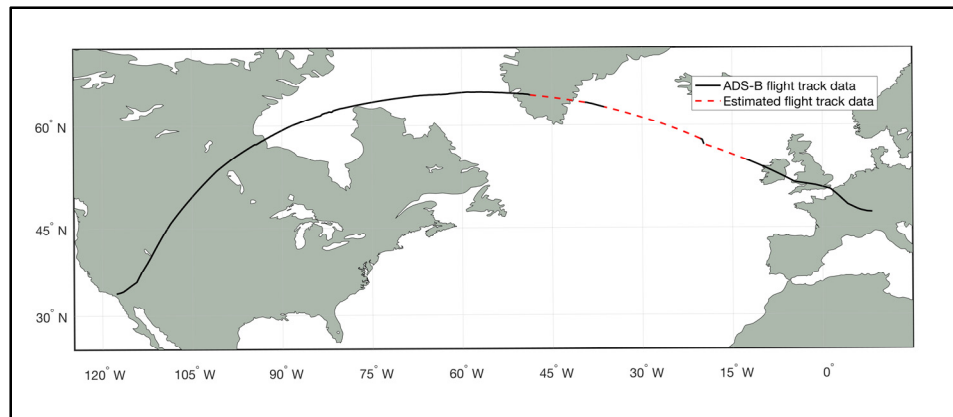 ADS-B flight track data
Estimated flight track data
60° N
45° N
30° N
120° W
105° W
90° W
75° W
60° W
45° W
30° W
15° W
0°